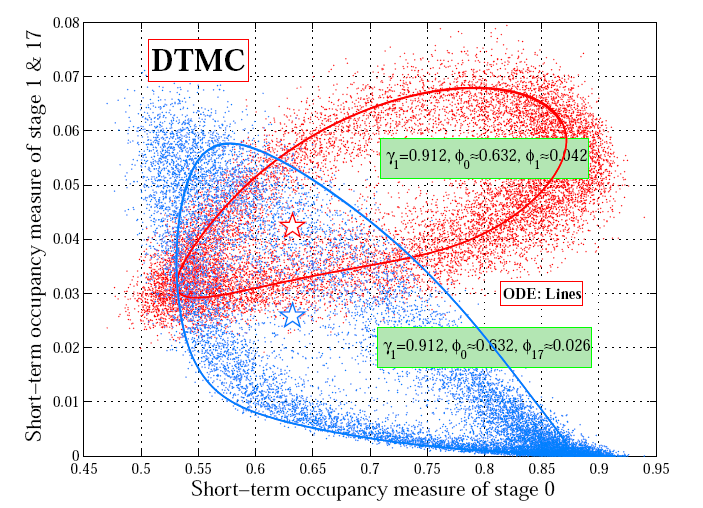 0.08
DTMC
0.07
0.06
γ1=0.912, ϕ0≈0.632, ϕ1≈0.042
0.05
0.04
0.03
ODE: Lines
0.02
γ1=0.912, ϕ0≈0.632, ϕ17≈0.026
0.01
0
0.45 0.5 0.55 0.6 0.65 0.7 0.75 0.8 0.85 0.9 0.95
Short−term occupancy measure of stage 0
Short−term occupancy measure of stage 1 & 17